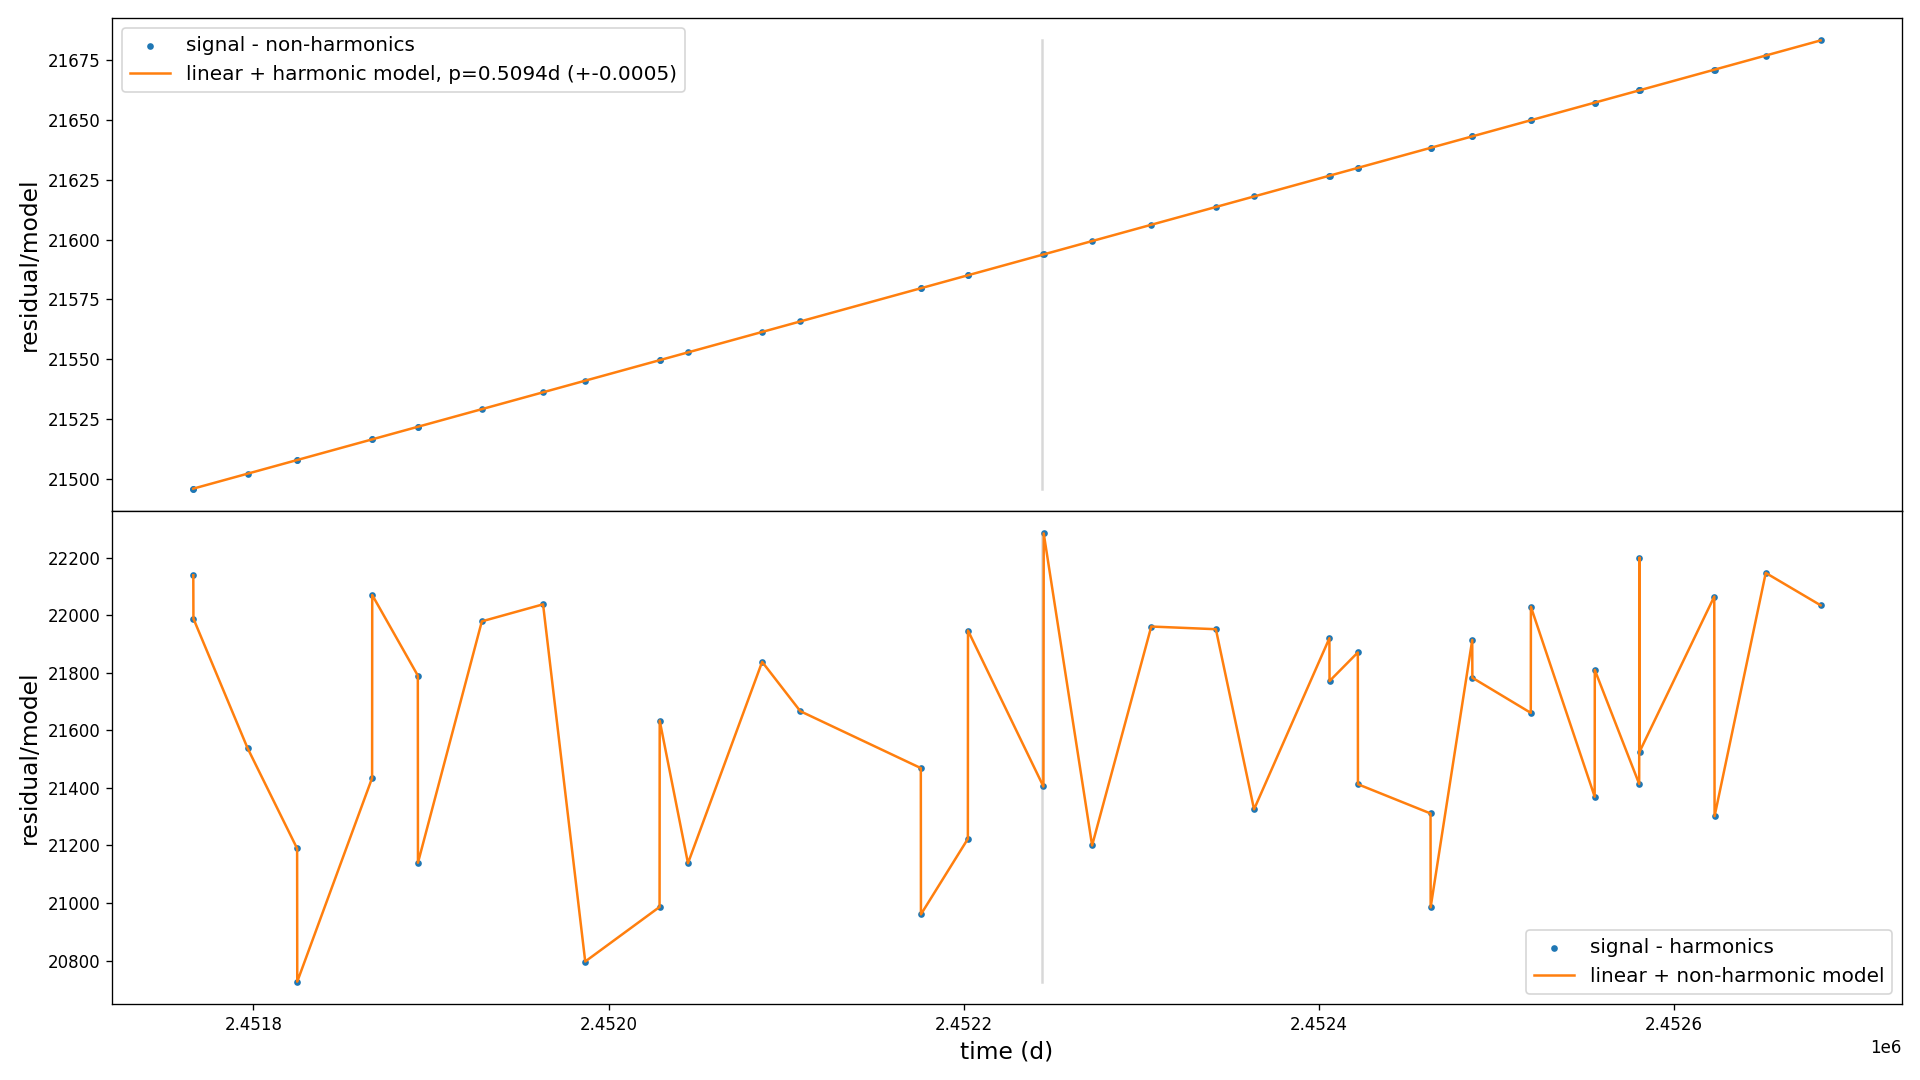 signal - non-harmonics
linear + harmonic model, p=0.5094d (+-0.0005)
21675
21650
21625
21600
21575
21550
21525
21500
residual/model
22200
22000
21800
21600
21400
21200
21000
20800
residual/model
signal - harmonics
linear + non-harmonic model
2.4518
2.4520
2.4522
2.4524
2.4526
time (d)
1e6